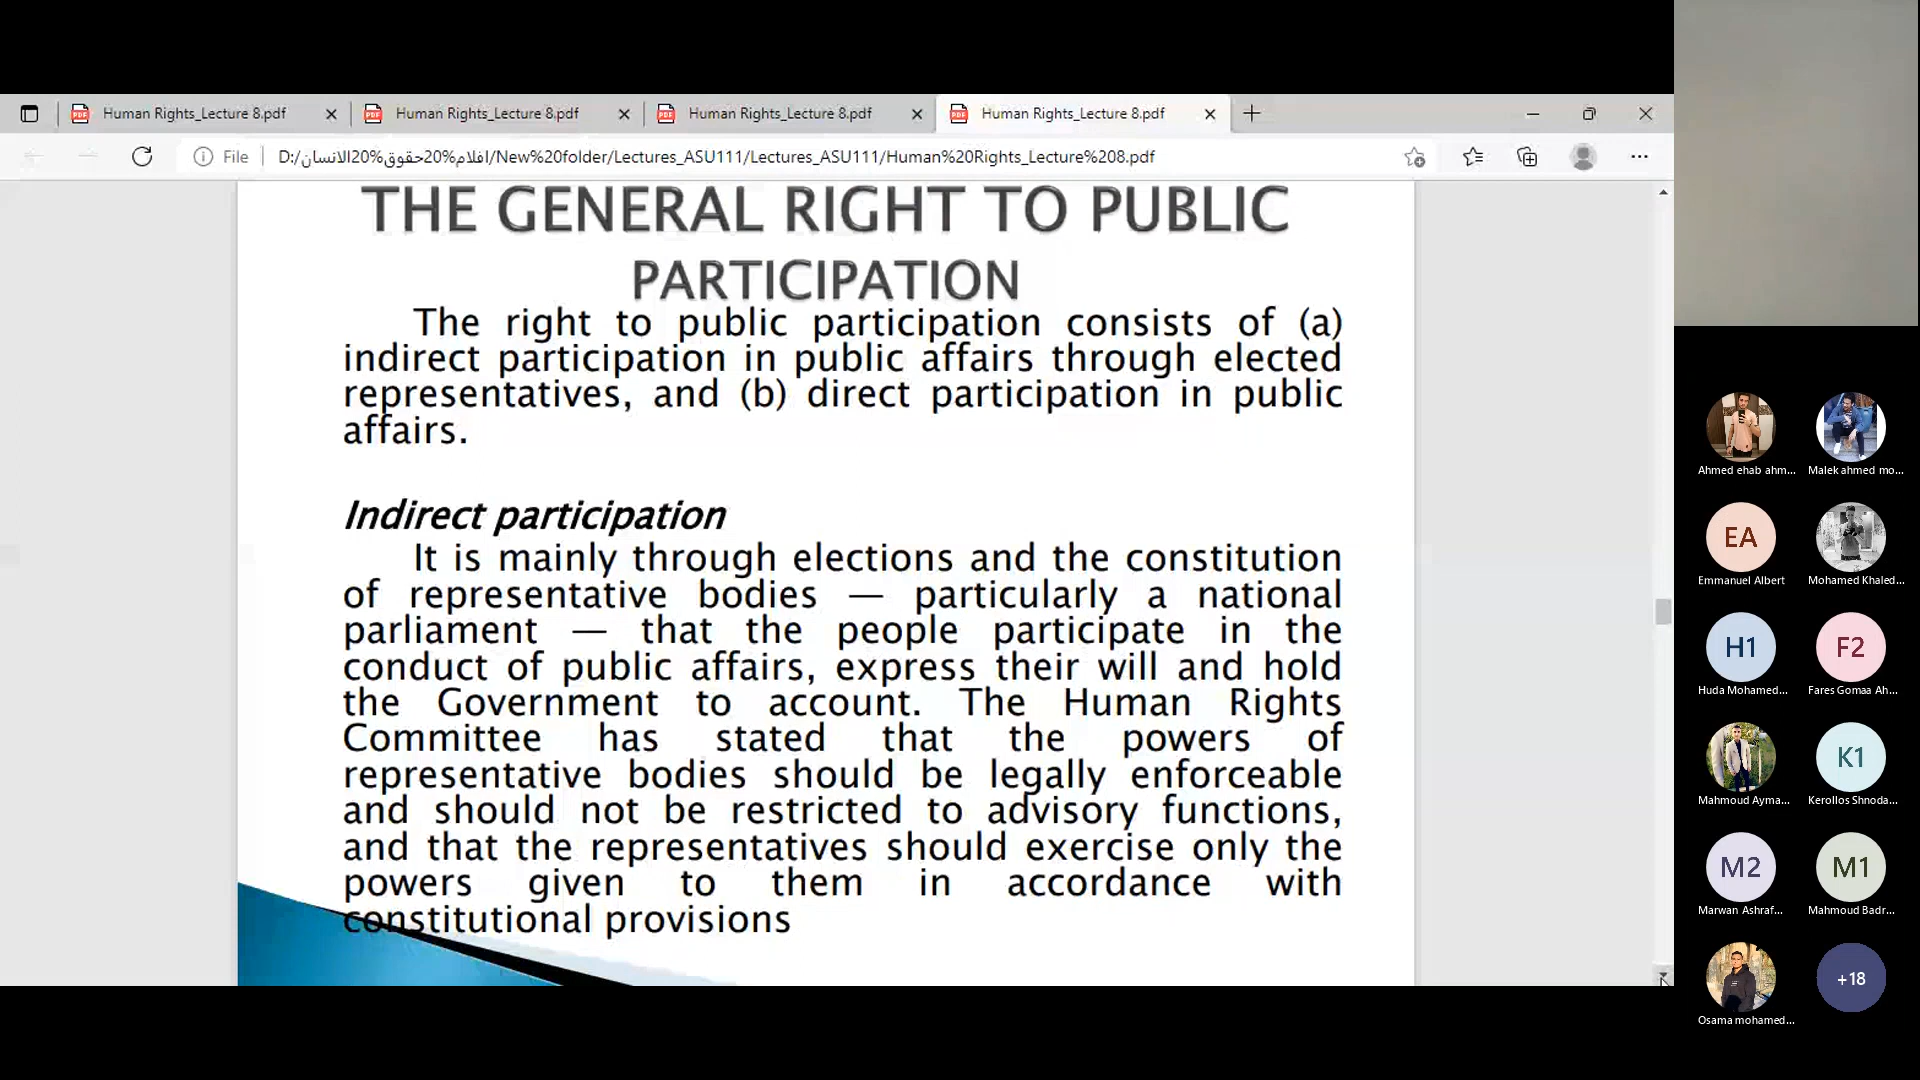 Human Rights_Lecture 8.pdf
Human Rights_Lecture 8.pdf
Human Rights_Lecture 8.pdf
Human Rights_Lecture 8.pdf
File
D:/افلام%20حقوق%20الانسان/New%20folder/Lectures_ASU111/Lectures_ASU111/Human%20Rights_Lecture%208.pdf
THE GENERAL RIGHT TO PUBLIC
PARTICIPATION
The right to public participation consists of (a)
indirect participation in public affairs through elected
representatives, and (b) direct participation in public
affairs.
Indirect participation
It is mainly through elections and the constitution
of representative bodies — particularly a national
parliament — that the people participate in the
conduct of public affairs, express their will and hold
the Government to account. The Human Rights
Committee has stated that the powers of
representative bodies should be legally enforceable
and should not be restricted to advisory functions,
and that the representatives should exercise only the
powers given to them in accordance with
constitutional provisions
Ahmed ehab ahm...
Malek ahmed mo...
EA
Emmanuel Albert
Mohamed Khaled...
H1
Huda Mohamed...
F2
Fares Gomaa Ah...
Mahmoud Ayma...
K1
Kerollos Shnoda...
M2
Marwan Ashraf...
M1
Mahmoud Badr...
Osama mohamed...
+18